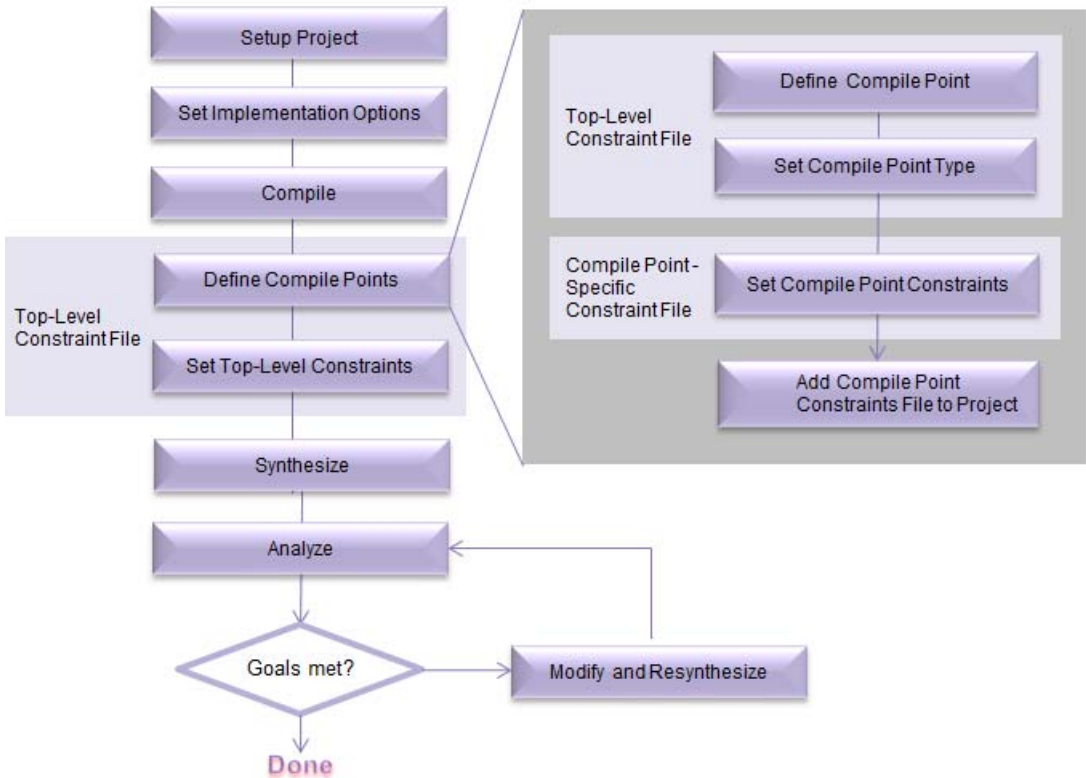 Setup Project
Set Implementation Options
Compile
Top-Level
Constraint File
Define Compile Points
Set Top-Level Constraints
Synthesize
Analyze
Goals met?
Modify and Resynthesize
Done
Top-Level
Constraint File
Define Compile Point
Set Compile Point Type
Compile Point -
Specific
Constraint File
Set Compile Point Constraints
Add Compile Point
Constraints File to Project